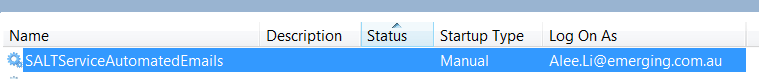 Name Description Status Startup Type Log On As
SALTServiceAutomatedEmails Manual Alee.Li@emerging.com.au